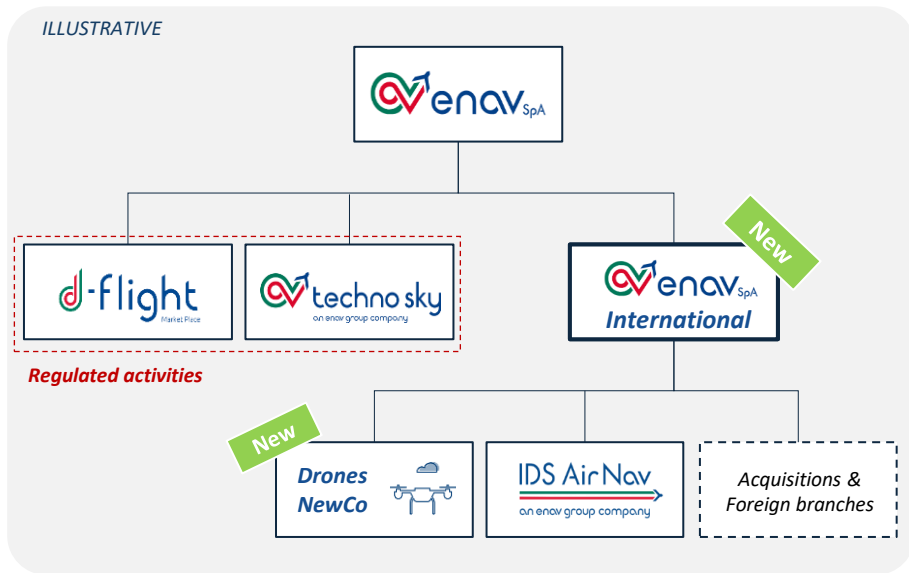 ILLUSTRATIVE
enav SpA
New
d-flight
Market Place
techno sky
an enav group company
enav SpA
International
Regulated activities
New
Drones
NewCo
IDS AirNav
an enav group company
Acquisitions &
Foreign branches